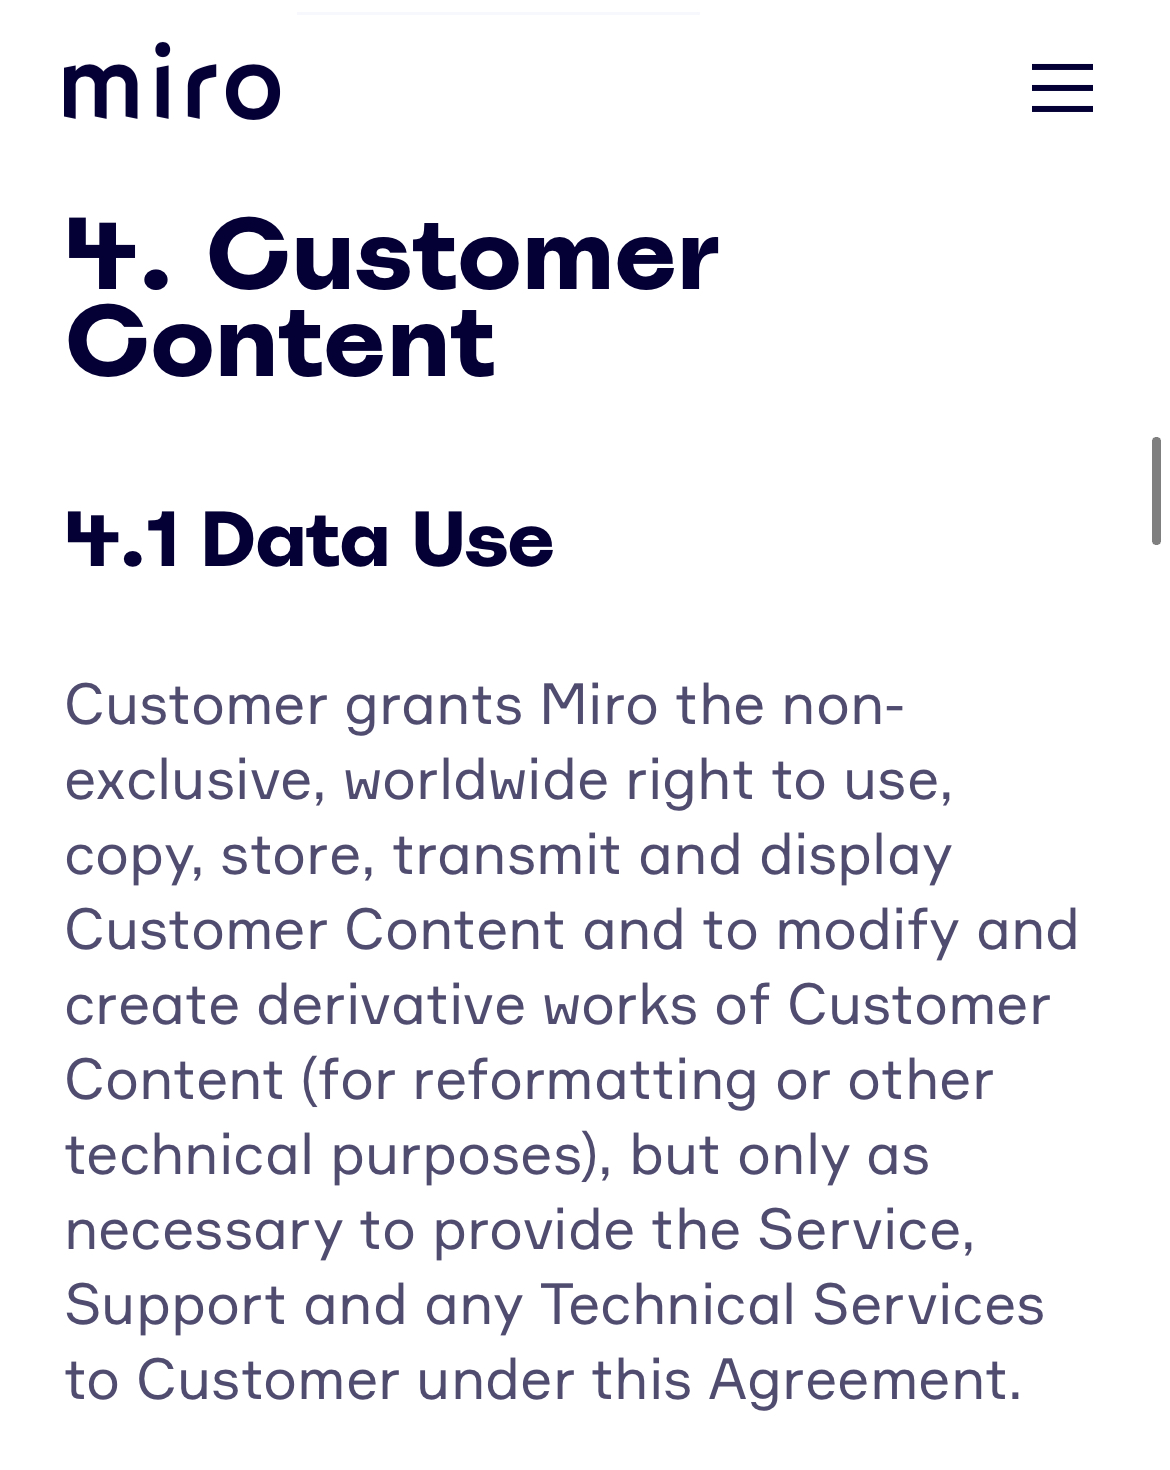 miro
4. Customer
Content
4.1 Data Use
Customer grants Miro the non-
exclusive, worldwide right to use,
copy, store, transmit and display
Customer Content and to modify and
create derivative works of Customer
Content (for reformatting or other
technical purposes), but only as
necessary to provide the Service,
Support and any Technical Services
to Customer under this Agreement.